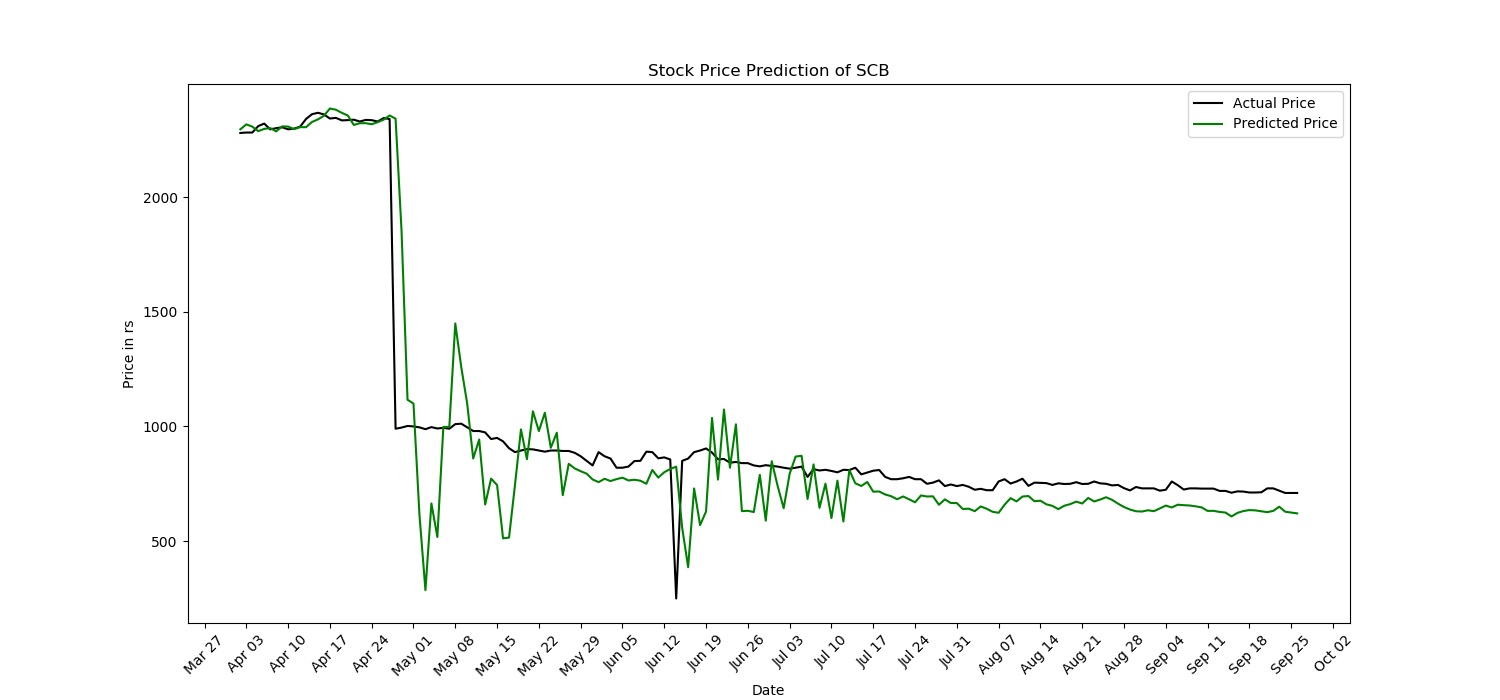 Stock Price Prediction of SCB
Actual Price
Predicted Price
Price in rs
2000
1500
1000
500
Mar 27
Apr 03
Apr 10
Apr 17
Apr 24
May 01
May 08
May 15
May 22
May 29
Jun 05
Jun 12
Jun 19
Jun 26
Jul 03
Jul 10
Jul 17
Jul 24
Jul 31
Aug 07
Aug 14
Aug 21
Aug 28
Sep 04
Sep 11
Sep 18
Sep 25
Oct 02
Date